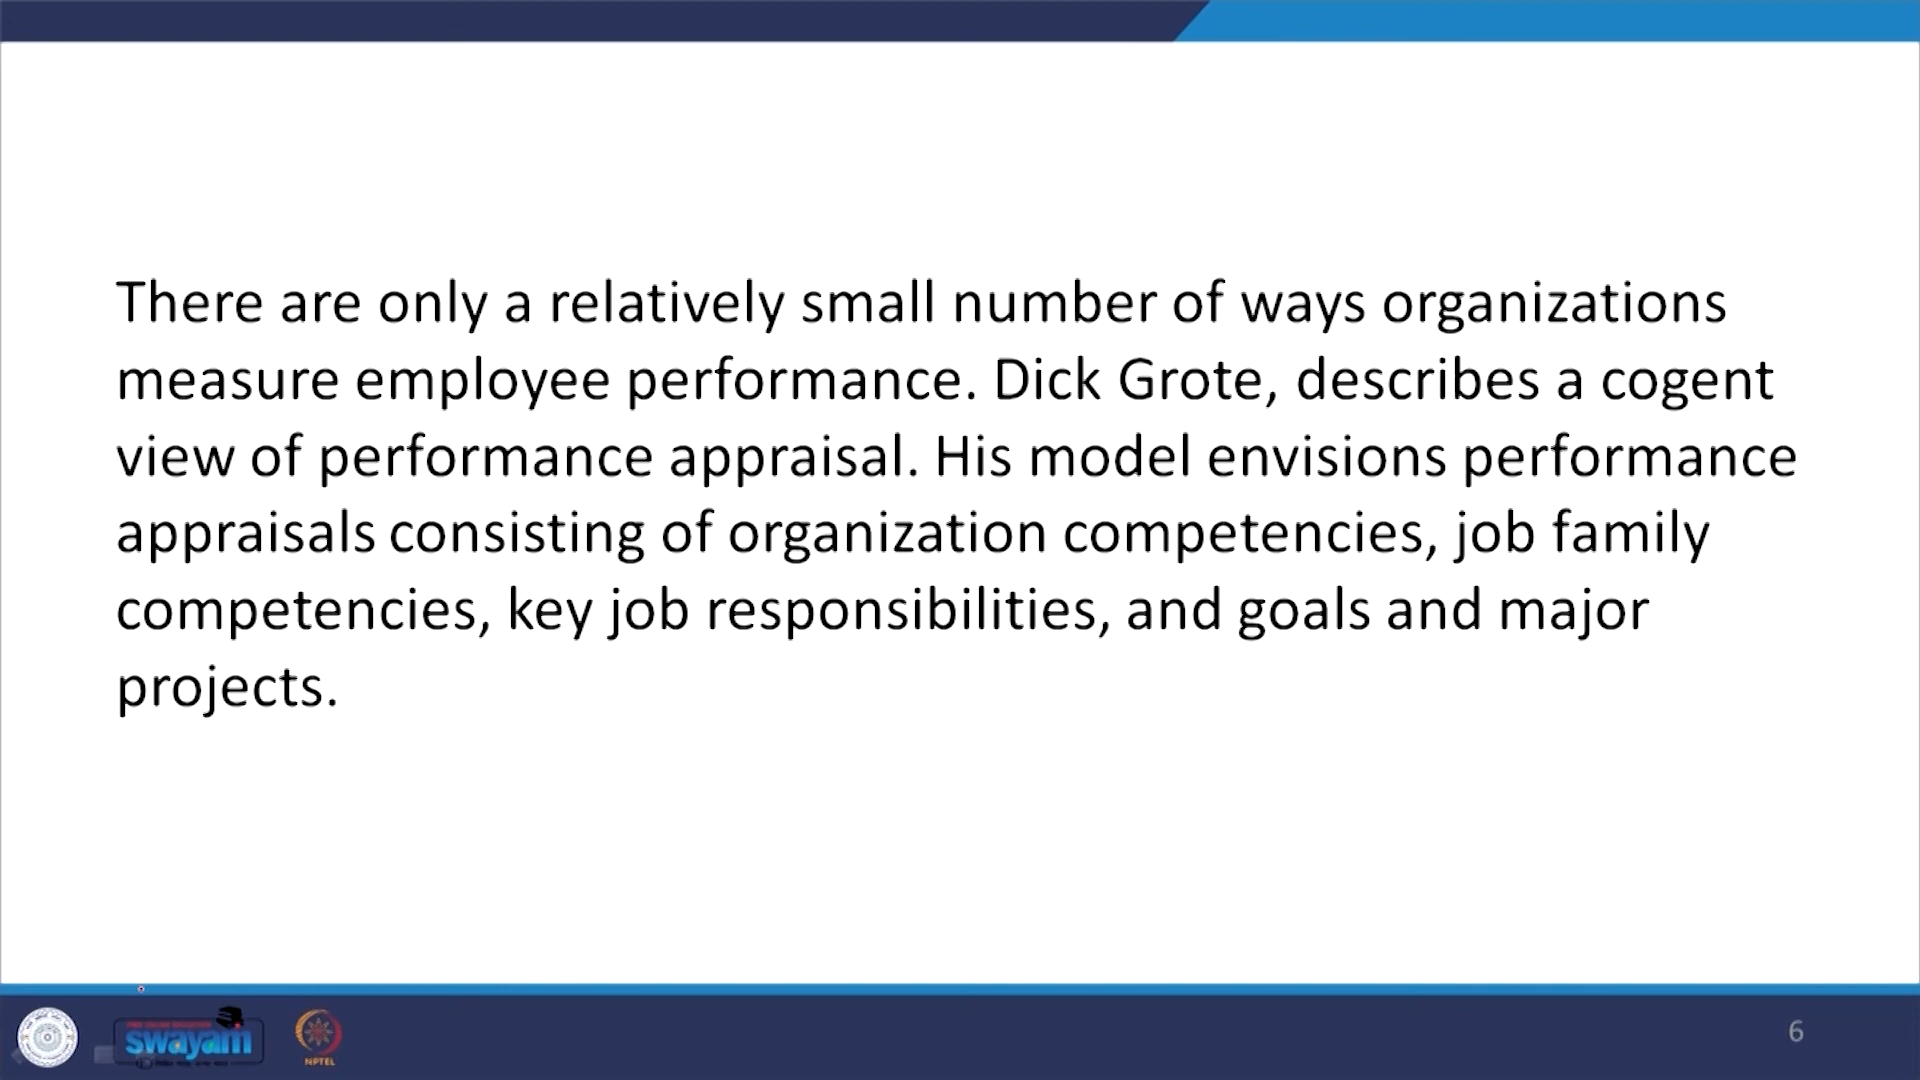 There are only a relatively small number of ways organizations
measure employee performance. Dick Grote, describes a cogent
view of performance appraisal. His model envisions performance
appraisals consisting of organization competencies, job family
competencies, key job responsibilities, and goals and major
projects.
swayam
NPTEL
6